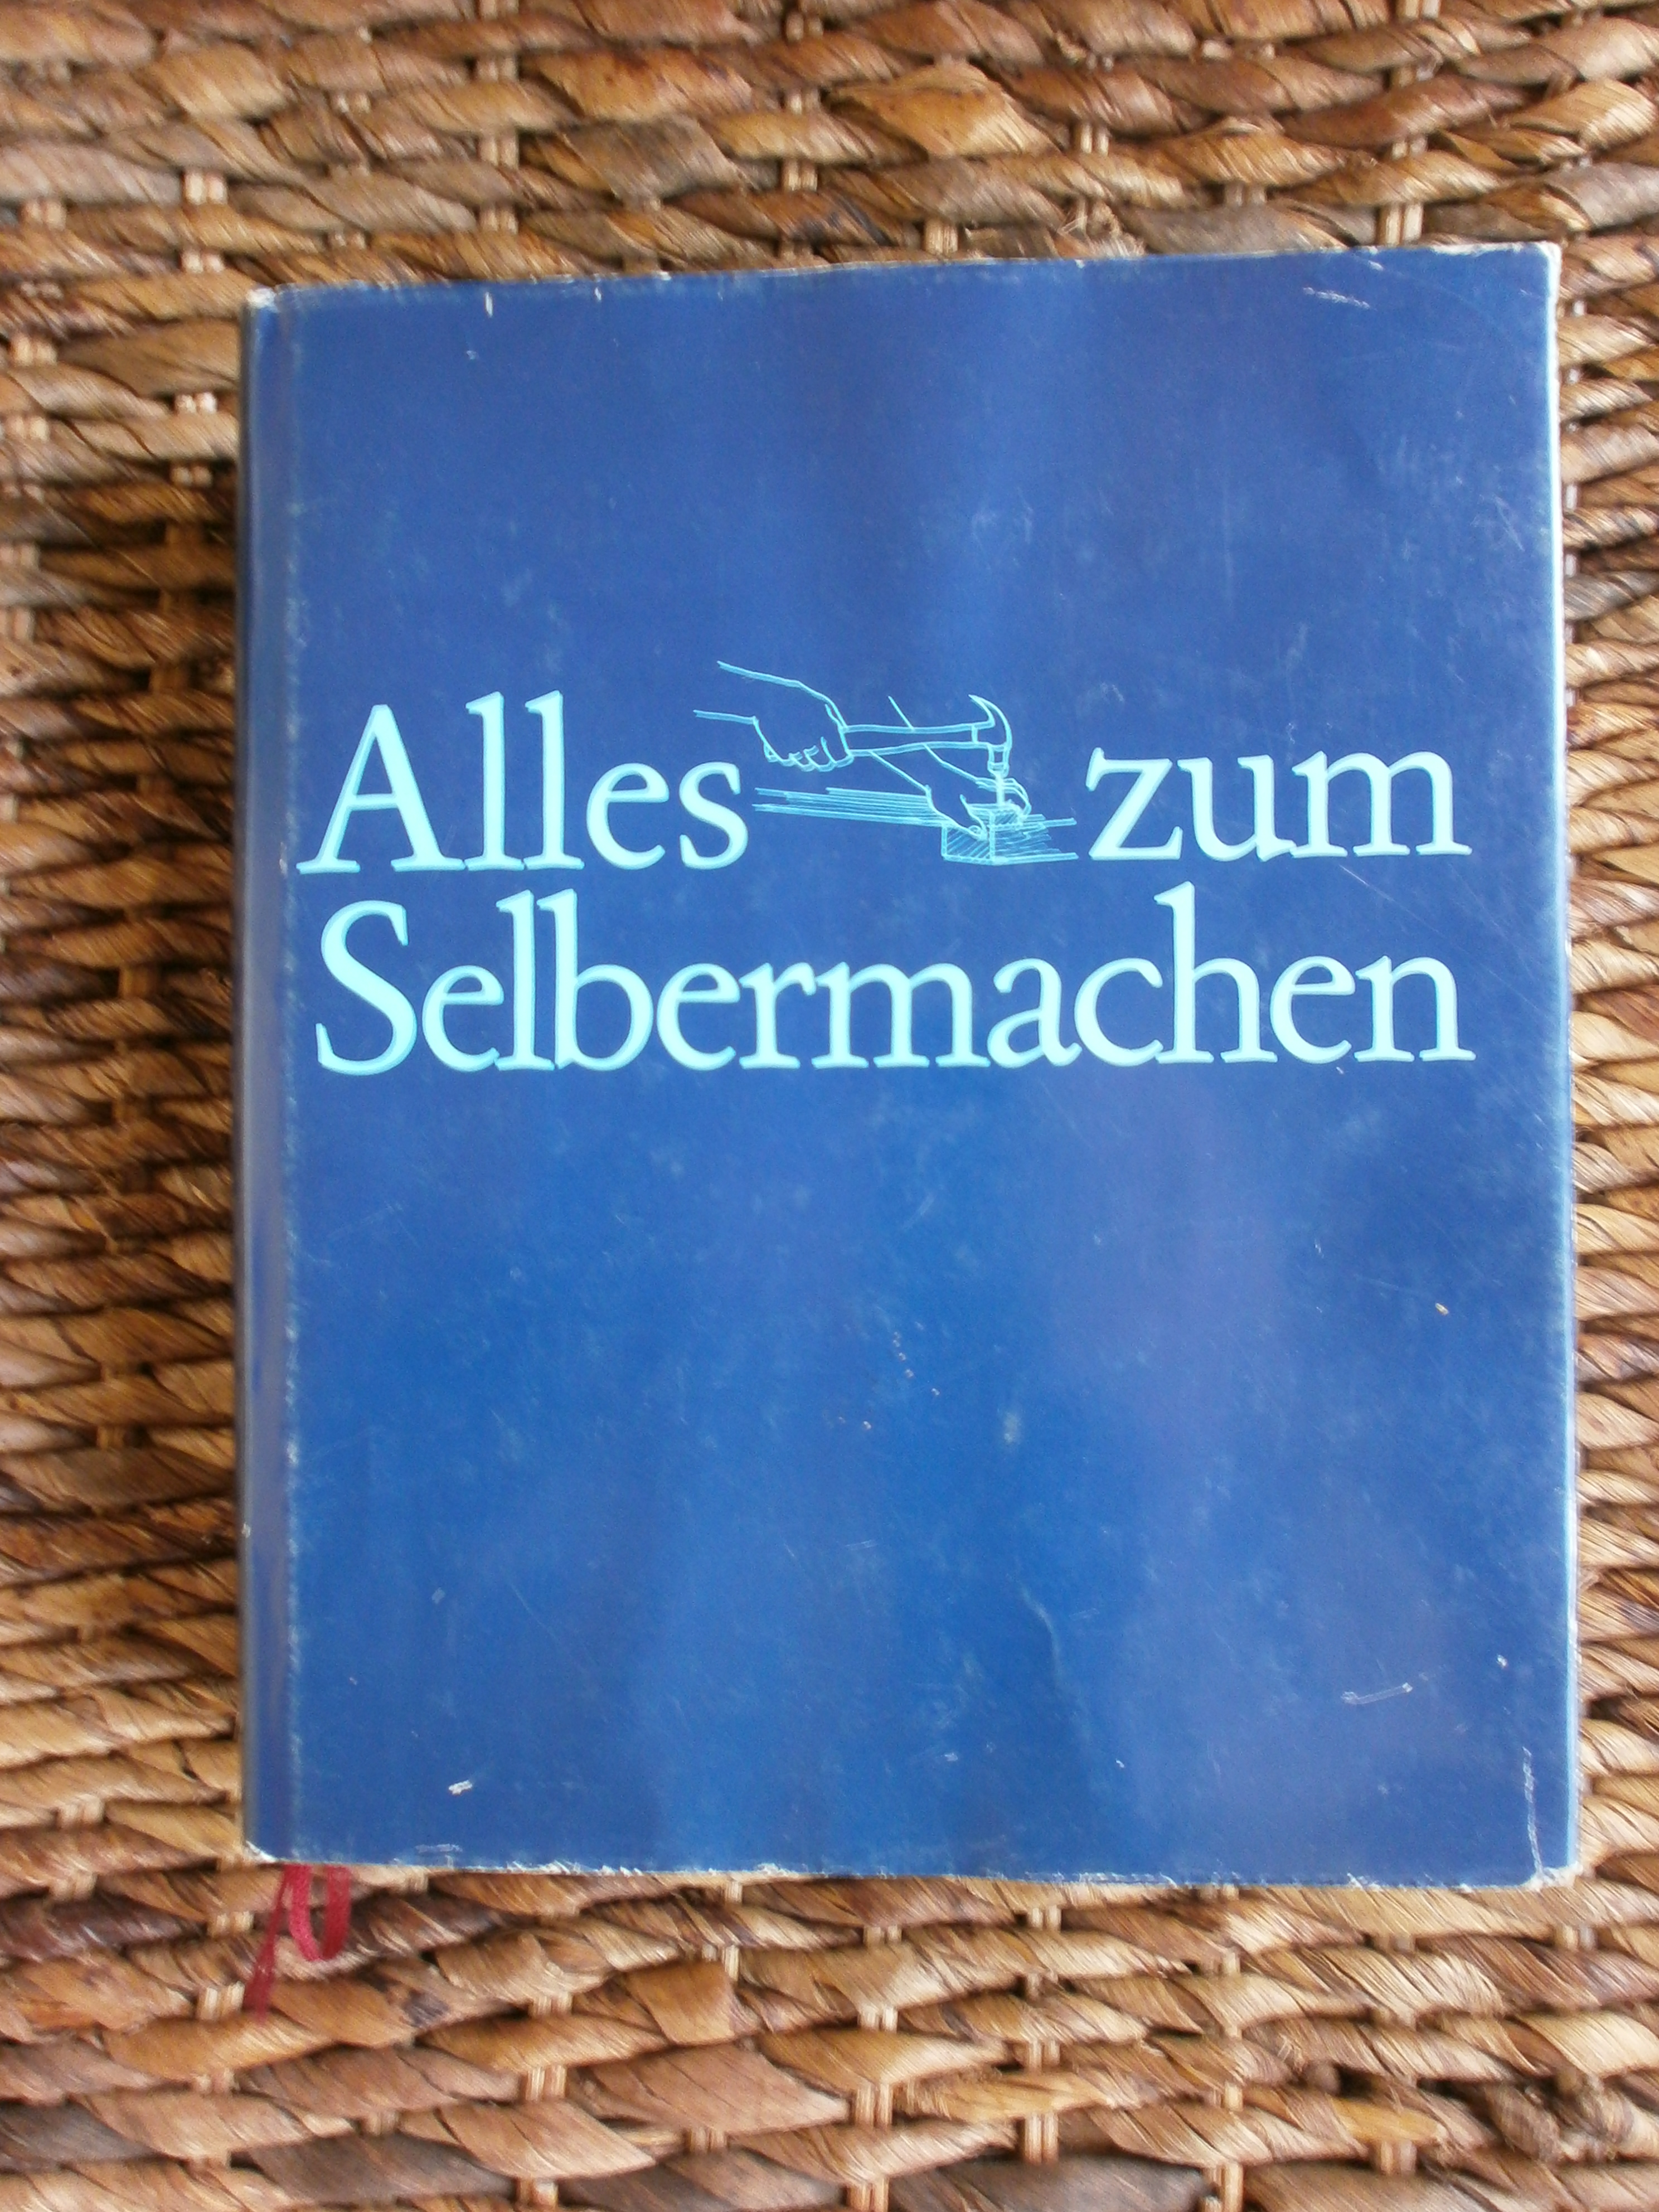 Alles zum
Selbermachen